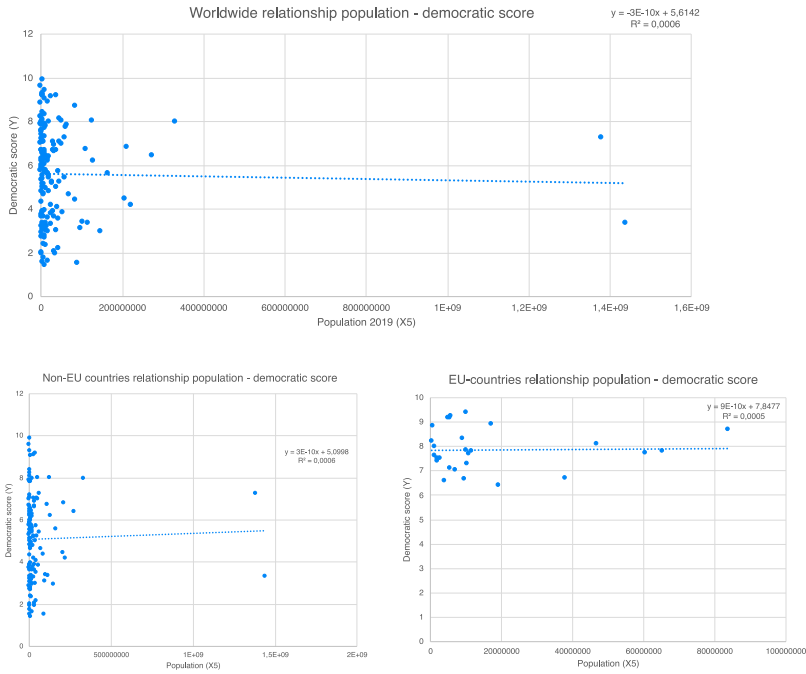 Worldwide relationship population - democratic score
y = -3E-10x + 5,6142
R² = 0,0006
12
10
8
6
4
2
0
Democratic score (Y)
0
200000000
400000000
600000000
800000000
1E+09
1,2E+09
1,4E+09
1,6E+09
Population 2019 (X5)
Non-EU countries relationship population - democratic score
y = 3E-10x + 5,0998
R² = 0,0006
12
10
8
6
4
2
0
Democratic score (Y)
0
500000000
1E+09
1,5E+09
2E+09
Population (X5)
EU-countries relationship population - democratic score
y = 9E-10x + 7,8477
R² = 0,0005
10
9
8
7
6
5
4
3
2
1
0
Democratic score (Y)
0
20000000
40000000
60000000
80000000
100000000
Population (X5)